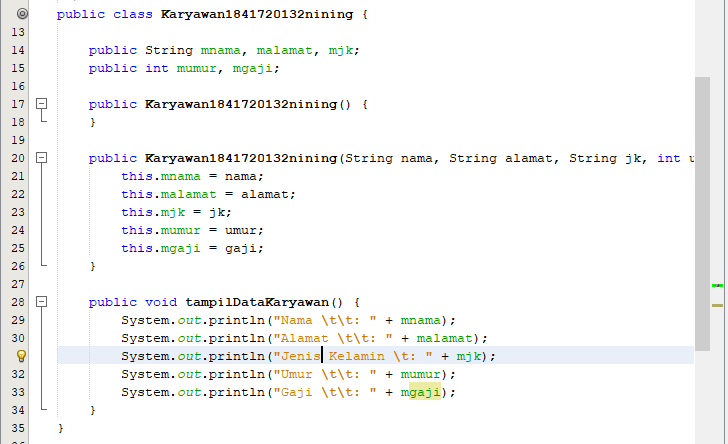 public class Karyawan1841720132nining {
13
14 public String mnama, malamat, mjk;
15 public int mumur, mgaji;
16
17 public Karyawan1841720132nining() {
18 }
19
20 public Karyawan1841720132nining(String nama, String alamat, String jk, int u
21 this.mnama = nama;
22 this.malamat = alamat;
23 this.mjk = jk;
24 this.mumur = umur;
25 this.mgaji = gaji;
26 }
27
28 public void tampilDataKaryawan() {
29 System.out.println("Nama \t\t: " + mnama);
30 System.out.println("Alamat \t\t: " + malamat);
System.out.println("Jenis Kelamin \t: " + mjk);
32 System.out.println("Umur \t\t: " + mumur);
33 System.out.println("Gaji \t\t: " + mgaji);
34 }
35 }